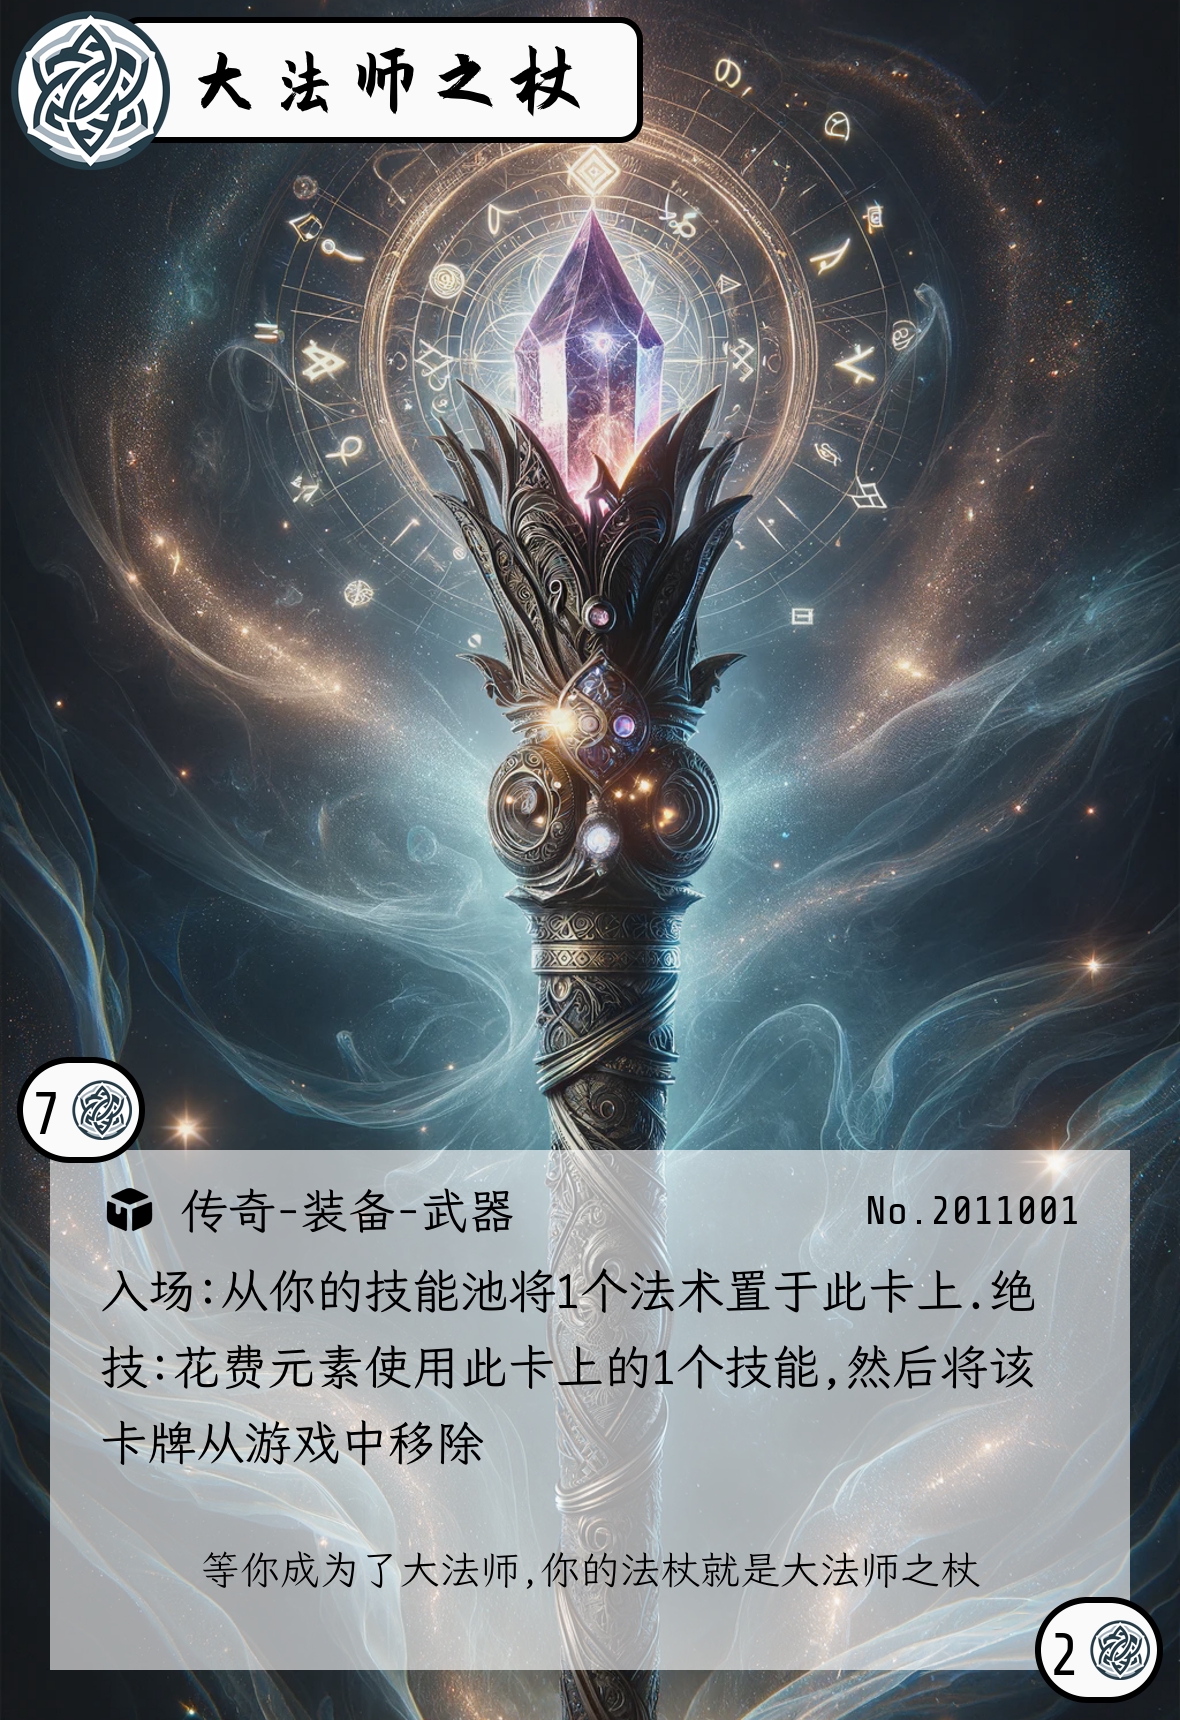 大法师之杖
7
传奇-装备-武器
No.2011001
入场:从你的技能池将1个法术置于此卡上.绝
技:花费元素使用此卡上的1个技能,然后将该
卡牌从游戏中移除
等你成为了大法师,你的法杖就是大法师之杖
2